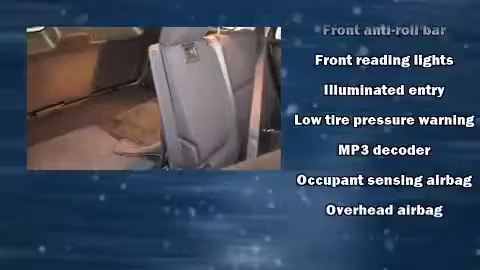 Front anti-roll bar
Front reading lights
Illuminated entry
Low tire pressure warning
MP3 decoder
Occupant sensing airbag
Overhead airbag